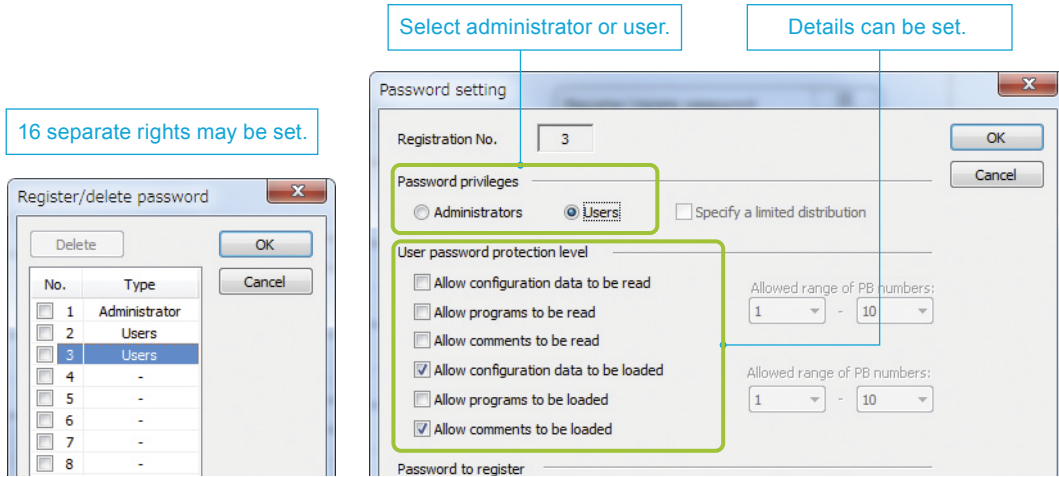 Select administrator or user.
Details can be set.
16 separate rights may be set.
Register/delete password
Delete
OK
Cancel
No. Type
1 Administrator
2 Users
3 Users
4 -
5 -
6 -
7 -
8 -
Password setting
Registration No. 3
OK
Cancel
Password privileges
Administrators Users Specify a limited distribution
User password protection level
Allow configuration data to be read
Allow programs to be read
Allow comments to be read
Allow configuration data to be loaded
Allow programs to be loaded
Allow comments to be loaded
Allowed range of PB numbers:
1 - 10
Allowed range of PB numbers:
1 - 10
Password to register